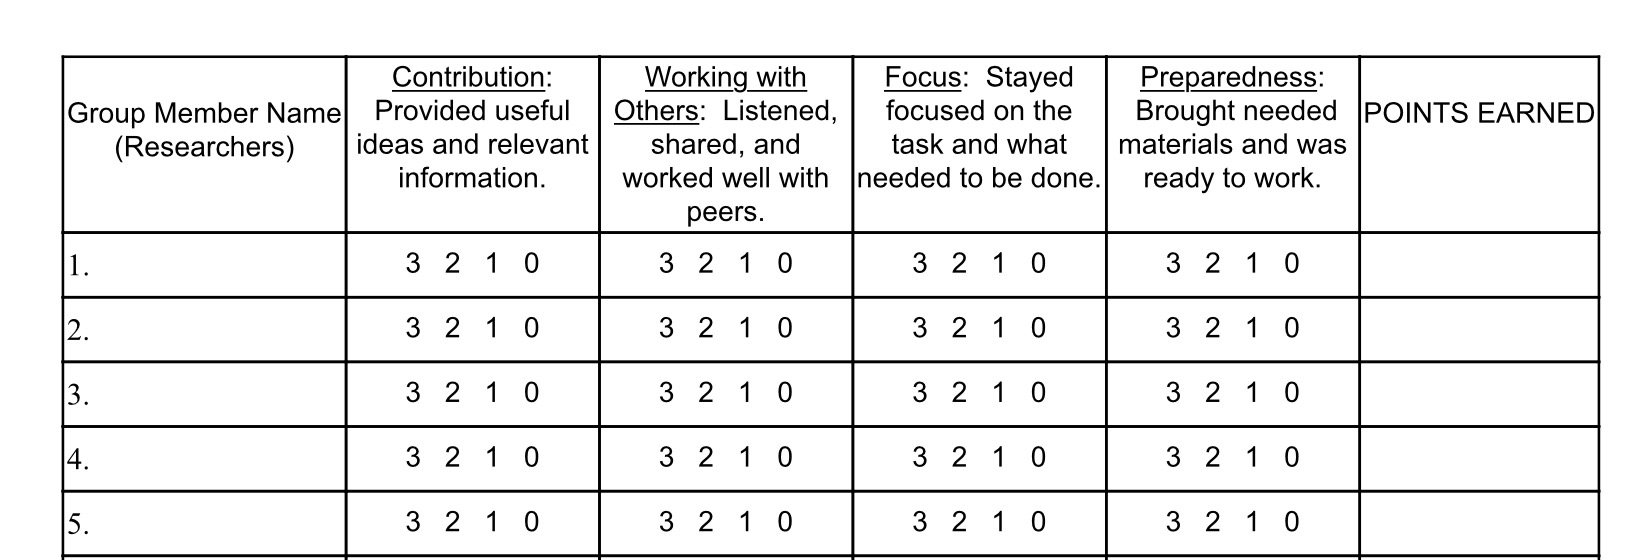 Group Member Name
(Researchers)
Contribution:
Provided useful
ideas and relevant
information.
Working with
Others:  Listened,
shared, and
worked well with
peers.
Focus:  Stayed
focused on the
task and what
needed to be done.
Preparedness:
Brought needed
materials and was
ready to work.
POINTS EARNED
1. 3 2 1 0 3 2 1 0 3 2 1 0 3 2 1 0
2. 3 2 1 0 3 2 1 0 3 2 1 0 3 2 1 0
3. 3 2 1 0 3 2 1 0 3 2 1 0 3 2 1 0
4. 3 2 1 0 3 2 1 0 3 2 1 0 3 2 1 0
5. 3 2 1 0 3 2 1 0 3 2 1 0 3 2 1 0